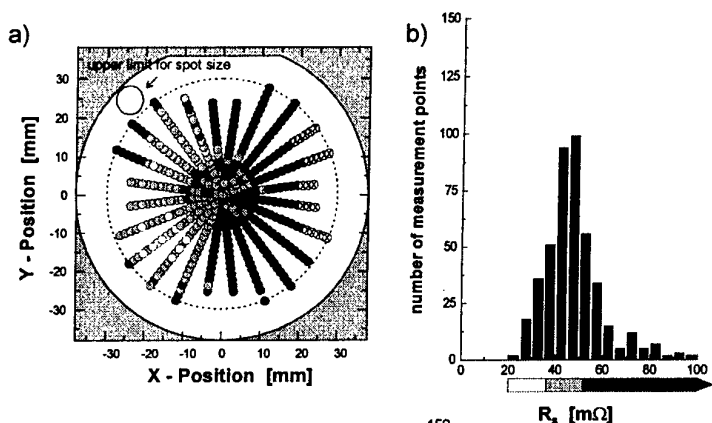 a)
upper limit for spot size
30
20
10
0
-10
-20
-30
Y - Position [mm]
-30 -20 -10 0 10 20 30
X - Position [mm]
b)
150
125
100
75
50
25
0
number of measurement points
0 20 40 60 80 100
Rs [mΩ]
150